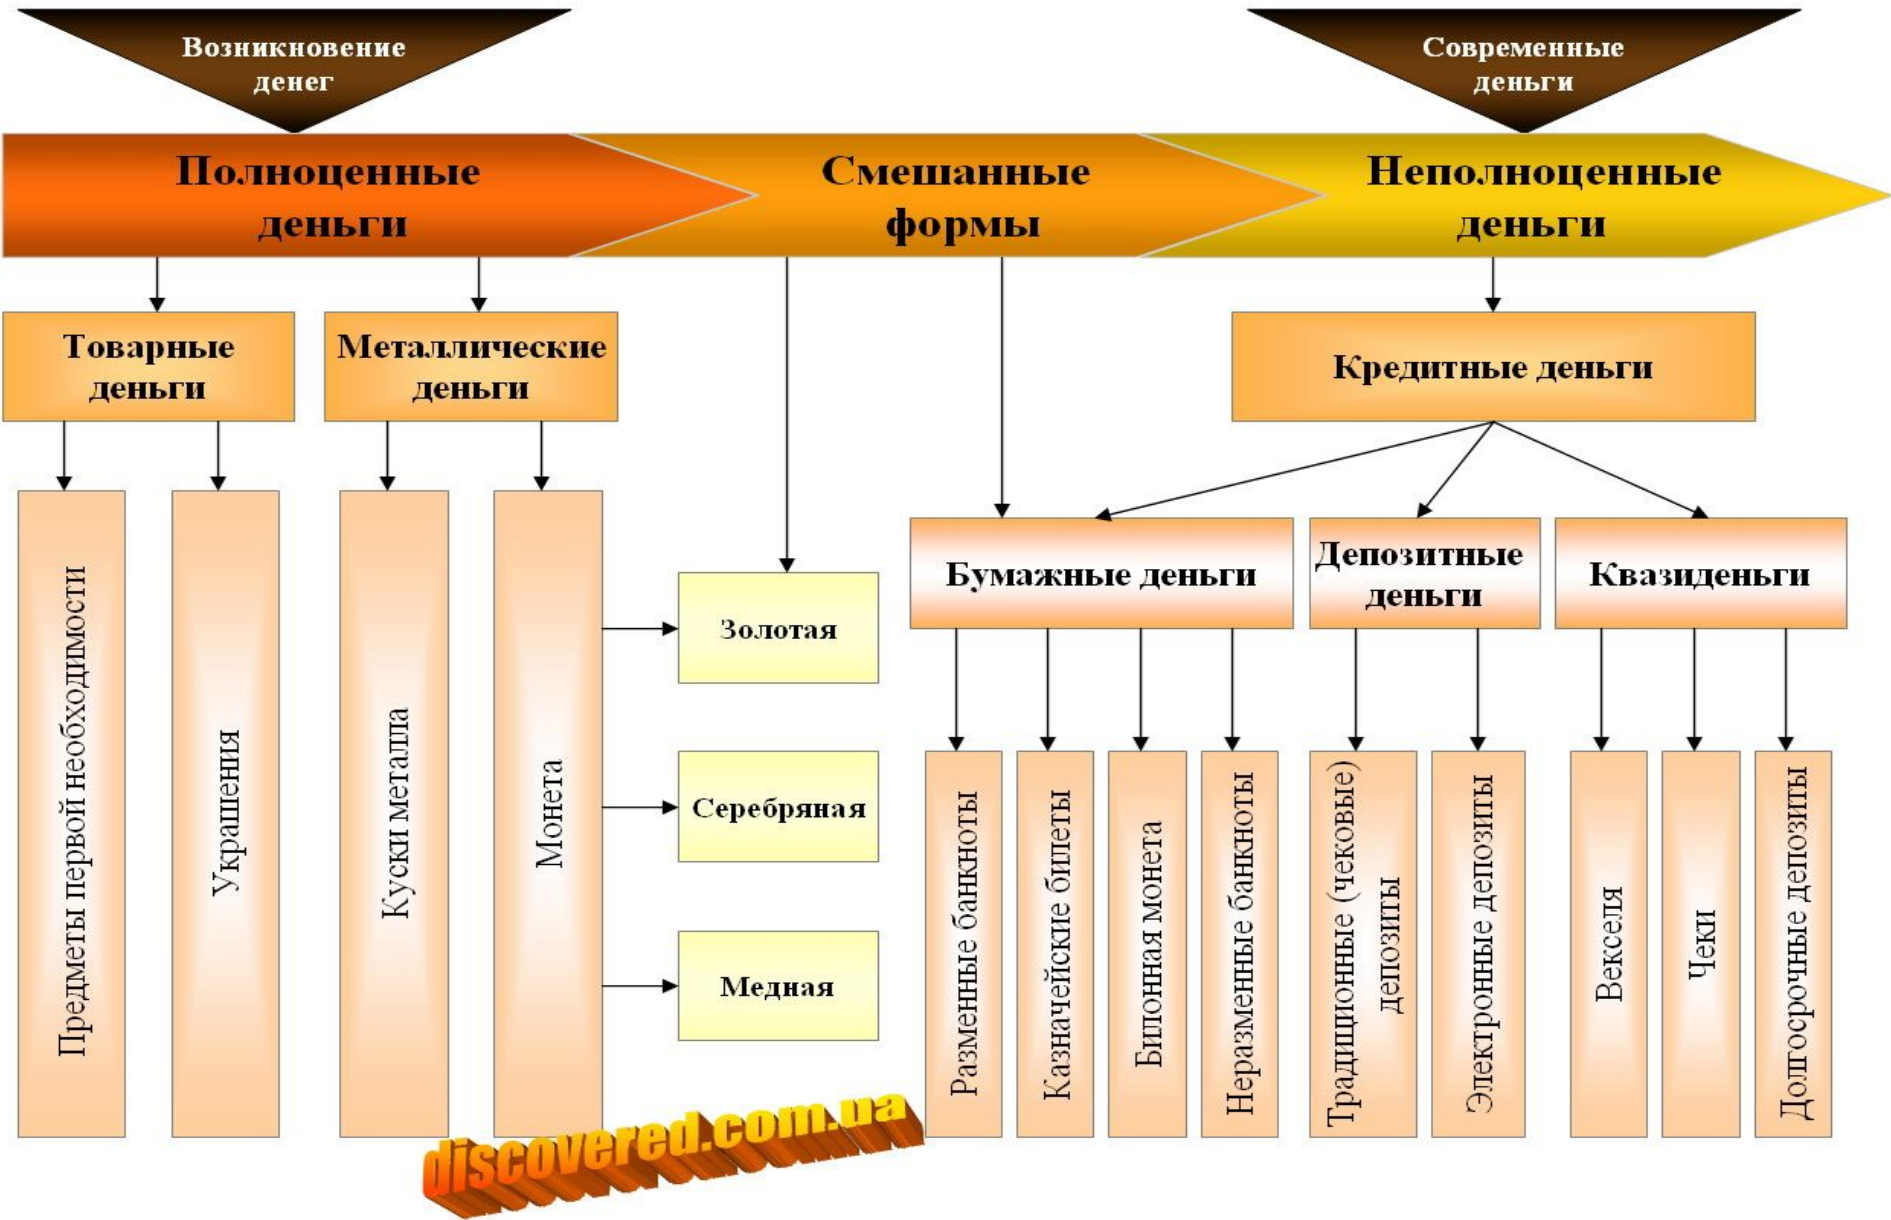 Возникновение
денег
Современные
деньги
Полноценные
деньги
Смешанные
формы
Неполноценные
деньги
Товарные
деньги
Металлические
деньги
Кредитные деньги
Бумажные деньги
Депозитные
деньги
Квазиденьги
Предметы первой необходимости
Украшения
Куски металла
Монета
Золотая
Серебряная
Медная
Разменные банкноты
Казначейские билеты
Билонная монета
Неразменные банкноты
Традиционные (чековые)
депозиты
Электронные депозиты
Векселя
Чеки
Долгосрочные депозиты
discovered.com.ua